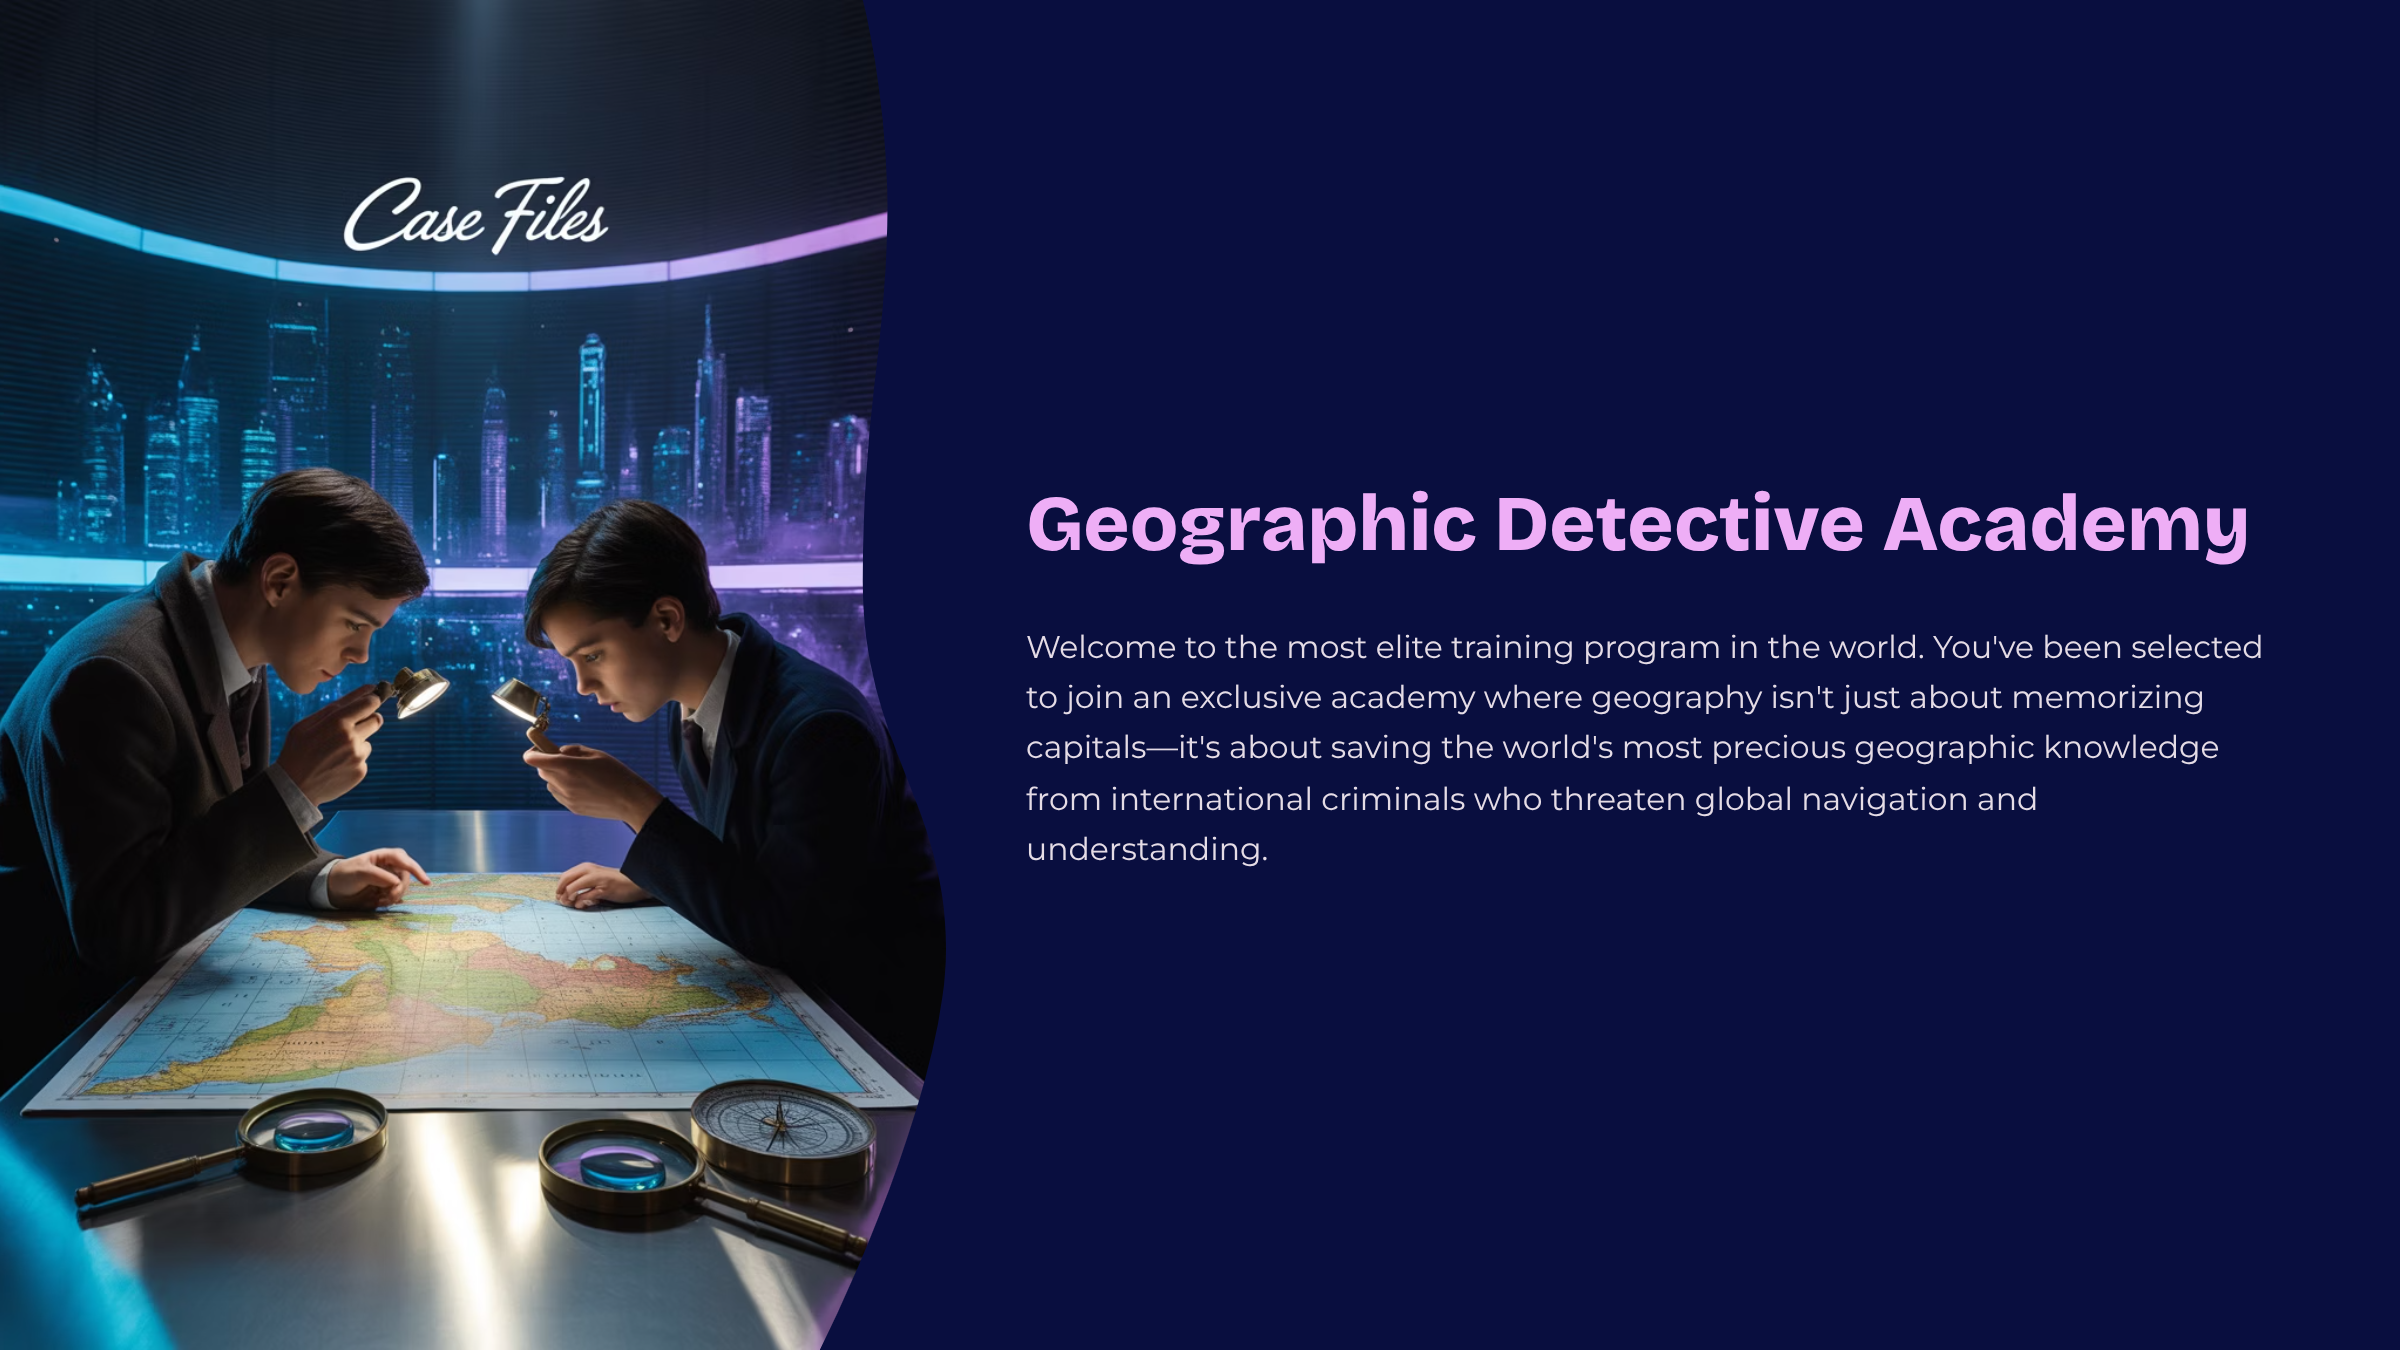 Case Files
Geographic Detective Academy
Welcome to the most elite training program in the world. You've been selected
to join an exclusive academy where geography isn't just about memorizing
capitals—it's about saving the world's most precious geographic knowledge
from international criminals who threaten global navigation and
understanding.